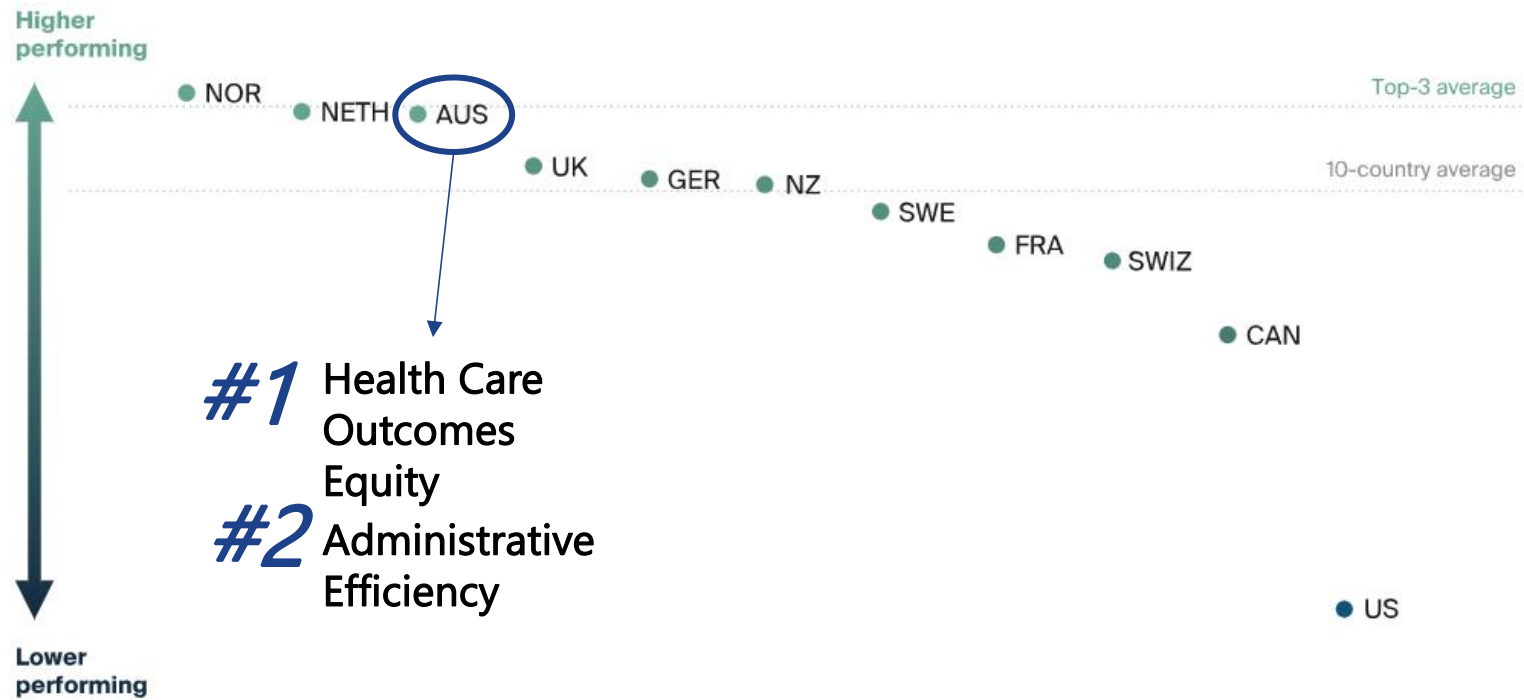 Higher
performing
NOR
NETH
AUS
Top-3 average
UK
GER
NZ
10-country average
SWE
FRA
SWIZ
CAN
#1 Health Care
Outcomes
Equity
#2 Administrative
Efficiency
US
Lower
performing